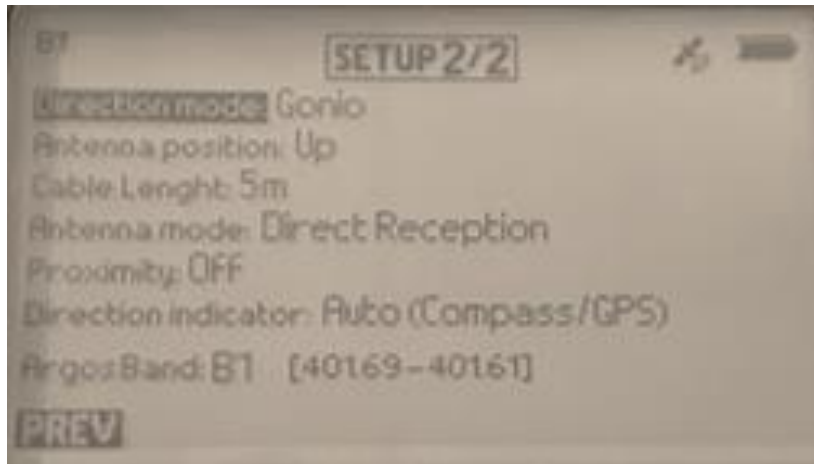 B1
SETUP 2/2
Direction mode: Gonio
Antenna position: Up
Cable Lenght: 5m
Antenna mode: Direct Reception
Proximity: Off
Direction indicator: Auto (Compass/GPS)
Argos Band: B1 [40169-40161]
PREV